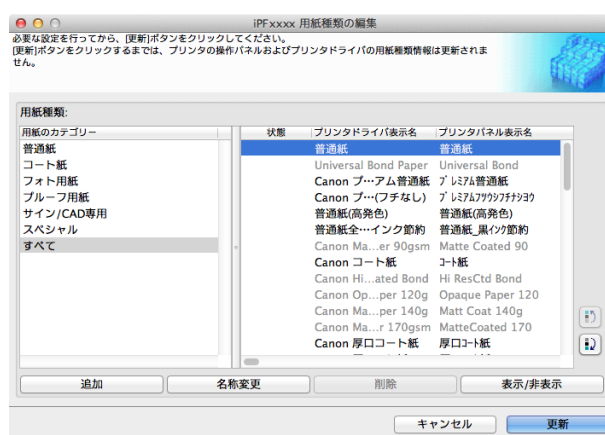 iPFxxxx 用紙種類の編集
必要な設定を行ってから、[更新]ボタンをクリックしてください。
[更新]ボタンをクリックするまでは、プリンタの操作パネルおよびプリンタドライバの用紙種類情報は更新されま
せん。
用紙種類:
用紙のカテゴリー 状態 プリンタドライバ表示名 プリンタパネル表示名
普通紙 普通紙 普通紙
コート紙 Universal Bond Paper Universal Bond
フォト用紙 Canon プ…アム普通紙 プレミアム普通紙
プルーフ用紙 Canon プ…(フチなし) プレミアムフツウシフチナシヨウ
サイン/CAD専用 普通紙(高発色) 普通紙(高発色)
スペシャル 普通紙全…インク節約 普通紙_黒インク節約
すべて Canon Ma...er 90gsm Matte Coated 90
Canon コート紙 コート紙
Canon Hi...ated Bond Hi ResCtd Bond
Canon Op...per 120g Opaque Paper 120
Canon Ma...per 140g Matt Coat 140g
Canon Ma...r 170gsm MatteCoated 170
Canon 厚口コート紙 厚口コート紙
追加 名称変更 削除 表示/非表示
キャンセル 更新